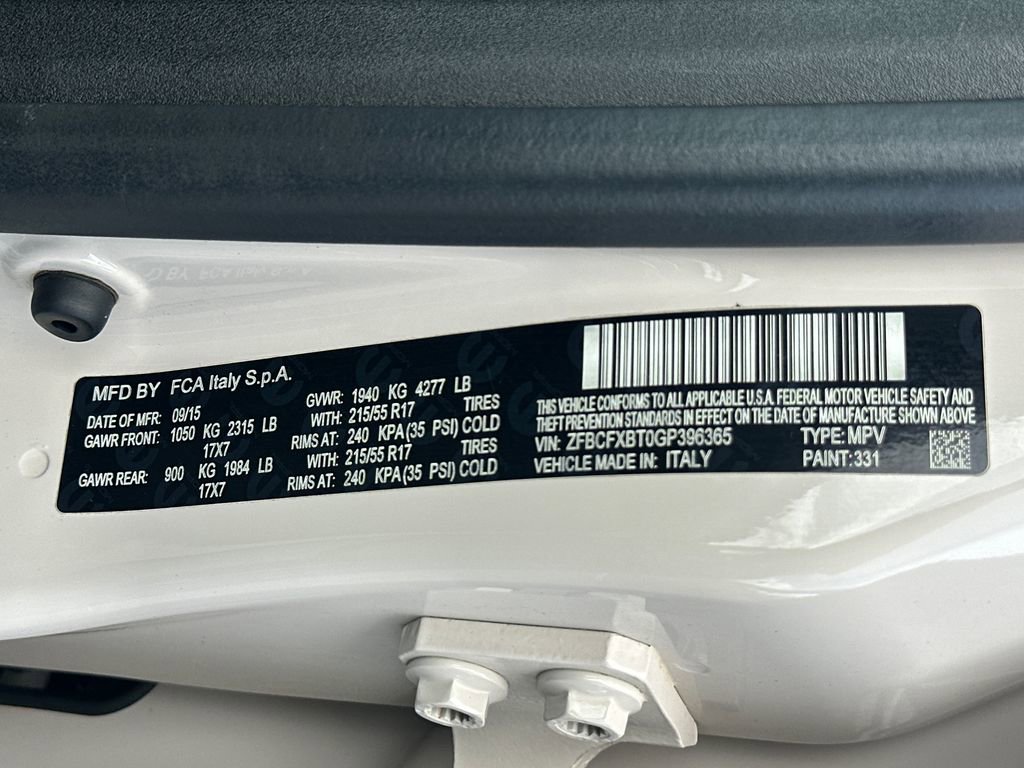 MFD BY FCA Italy S.p.A.
DATE OF MFR: 09/15 GVWR: 1940 KG 4277 LB
GAWR FRONT: 1050 KG 2315 LB WITH: 215/55 R17 TIRES
17X7 RIMS AT: 240 KPA(35 PSI) COLD
GAWR REAR: 900 KG 1984 LB WITH: 215/55 R17 TIRES
17X7 RIMS AT: 240 KPA(35 PSI) COLD
THIS VEHICLE CONFORMS TO ALL APPLICABLE U.S.A. FEDERAL MOTOR VEHICLE SAFETY AND
THEFT PREVENTION STANDARDS IN EFFECT ON THE DATE OF MANUFACTURE SHOWN ABOVE
VIN: ZFBCFXBT0GP396365 TYPE: MPV
VEHICLE MADE IN: ITALY PAINT:331